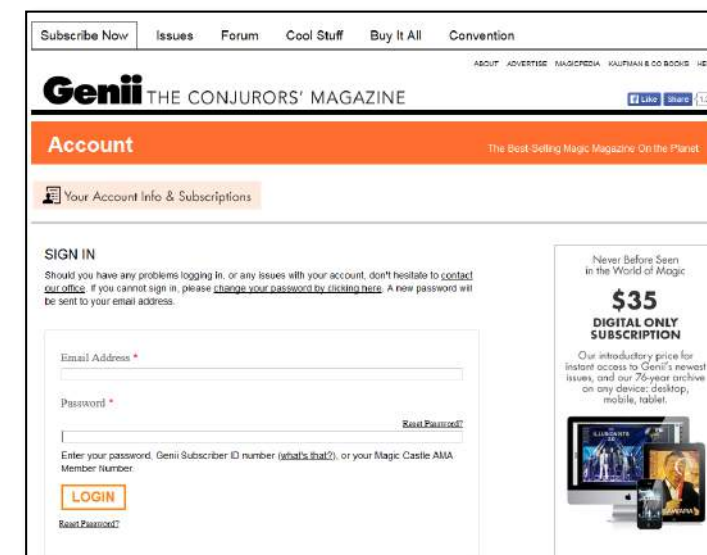 Subscribe Now Issues Forum Cool Stuff Buy It All Convention
ABOUT ADVERTISE MAGICPEDIA KAUFMAN & CO BOOKS
Genii THE CONJURORS' MAGAZINE
Like Share
Account The Best-Selling Magic Magazine On the Planet
Your Account Info & Subscriptions
SIGN IN
Should you have any problems logging in, or any issues with your account, don't hesitate to contact
our office. If you cannot sign in, please change your password by clicking here. A new password will
be sent to your email address.
Email Address *
Password *
Reset Password?
Enter your password, Genii Subscriber ID number (what's that?), or your Magic Castle AMA
Member Number
LOGIN
Reset Password?
Never Before Seen
in the World of Magic
$35
DIGITAL ONLY
SUBSCRIPTION
Our introductory price for
instant access to Genii's newest
issues, and our 76-year archive
on any device: desktop,
mobile, tablet.